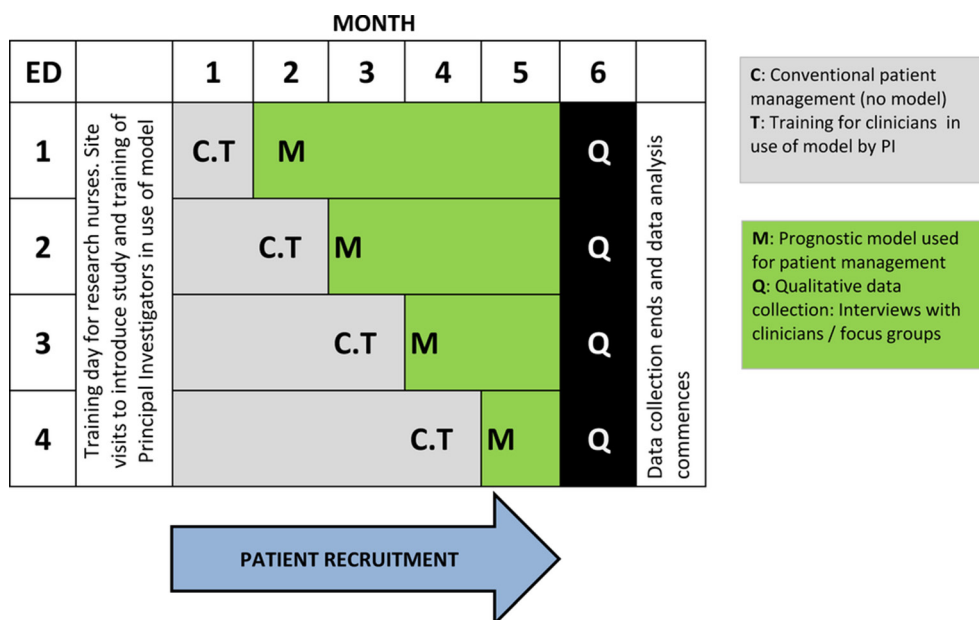 MONTH
ED 1 2 3 4 5 6
Training day for research nurses. Site
visits to introduce study and training of
Principal Investigators in use of model
1 C.T M Q
2 C.T M Q
3 C.T M Q
4 C.T M Q
Data collection ends and data analysis
commences
PATIENT RECRUITMENT
C: Conventional patient
management (no model)
T: Training for clinicians in
use of model by PI
M: Prognostic model used
for patient management
Q: Qualitative data
collection: Interviews with
clinicians / focus groups